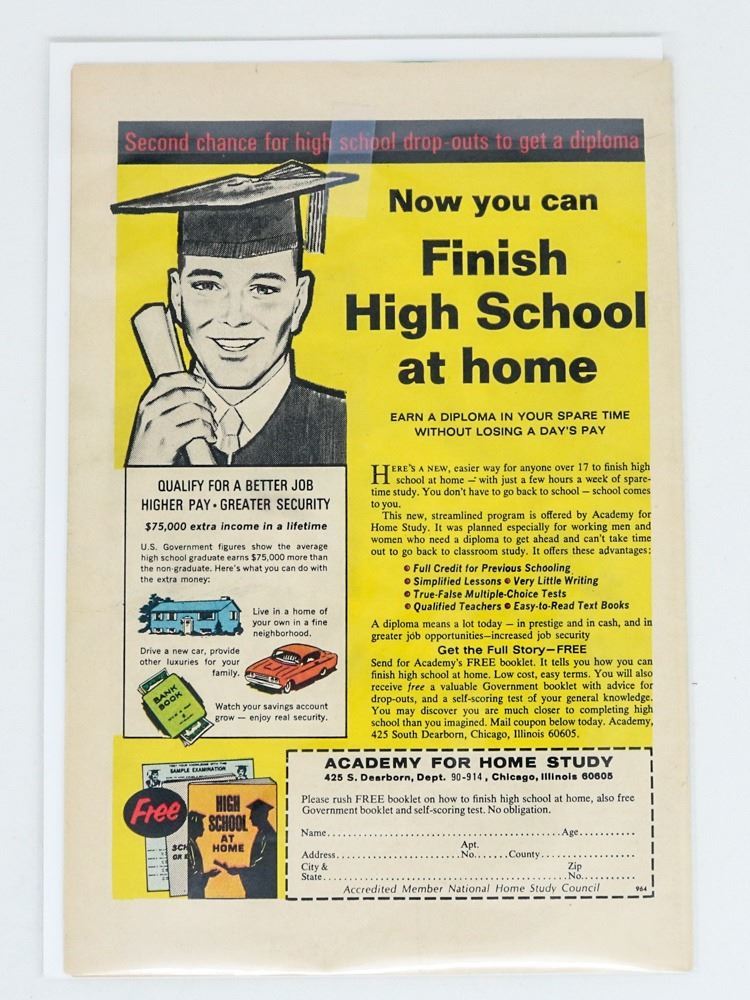 Second chance for high school drop-outs to get a diploma
Now you can
Finish
High School
at home
EARN A DIPLOMA IN YOUR SPARE TIME
WITHOUT LOSING A DAY'S PAY
QUALIFY FOR A BETTER JOB
HIGHER PAY • GREATER SECURITY
$75,000 extra income in a lifetime
U.S. Government figures show the average
high school graduate earns $75,000 more than
the non-graduate. Here's what you can do with
the extra money:
Live in a home of
your own in a fine
neighborhood.
Drive a new car, provide
other luxuries for your
family.
BANK
BOOK
Watch your savings account
grow — enjoy real security.
HERE'S A NEW, easier way for anyone over 17 to finish high
school at home — with just a few hours a week of spare-
time study. You don't have to go back to school — school comes
to you.
This new, streamlined program is offered by Academy for
Home Study. It was planned especially for working men and
women who need a diploma to get ahead and can't take time
out to go back to classroom study. It offers these advantages:
• Full Credit for Previous Schooling
• Simplified Lessons • Very Little Writing
• True-False Multiple-Choice Tests
• Qualified Teachers • Easy-to-Read Text Books
A diploma means a lot today — in prestige and in cash, and in
greater job opportunities—increased job security
Get the Full Story—FREE
Send for Academy's FREE booklet. It tells you how you can
finish high school at home. Low cost, easy terms. You will also
receive free a valuable Government booklet with advice for
drop-outs, and a self-scoring test of your general knowledge.
You may discover you are much closer to completing high
school than you imagined. Mail coupon below today. Academy,
425 South Dearborn, Chicago, Illinois 60605.
SAMPLE EXAMINATION
Free
HIGH
SCHOOL
AT
HOME
ACADEMY FOR HOME STUDY
425 S. Dearborn, Dept. 90-914, Chicago, Illinois 60605
Please rush FREE booklet on how to finish high school at home, also free
Government booklet and self-scoring test. No obligation.
Name.......... Age..........
Apt.
Address.......... No....... County..........
City & Zip
State.......... No..........
Accredited Member National Home Study Council 964